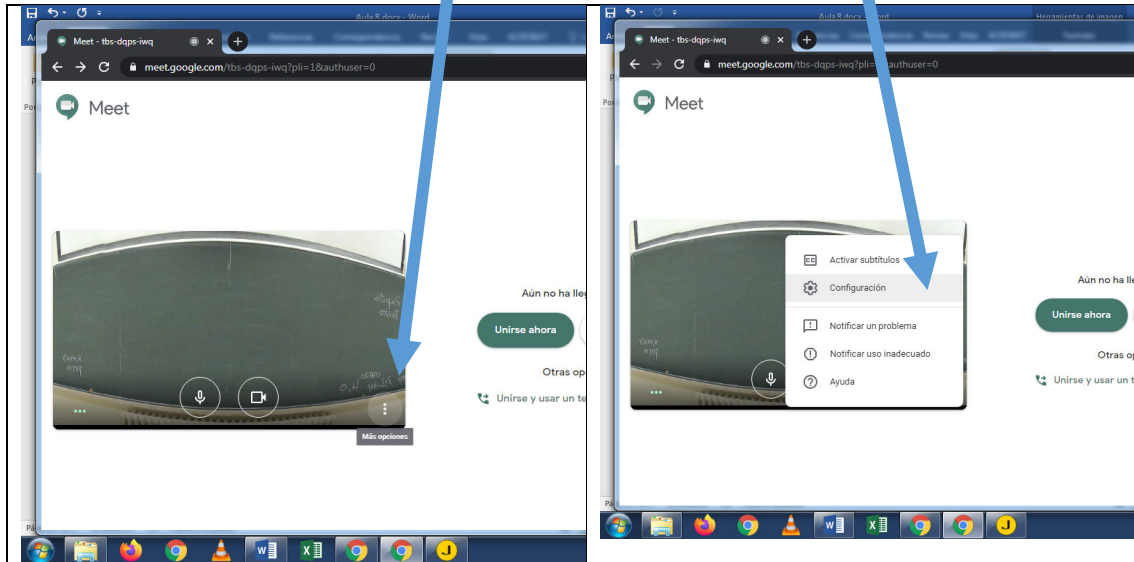 Aula 8.docx - Word
Meet - tbs-dqps-iwq
meet.google.com/tbs-dqps-iwq?pli=1&authuser=0
Meet
Aún no ha lle
Unirse ahora
Otras op
Unirse y usar un te
Más opciones
Aula 8.docx - Word
Herramientas de imagen
Meet - tbs-dqps-iwq
meet.google.com/tbs-dqps-iwq?pli= authuser=0
Meet
Activar subtítulos
Configuración
Notificar un problema
Notificar uso inadecuado
Ayuda
Aún no ha lle
Unirse ahora
Otras o
Unirse y usar un t